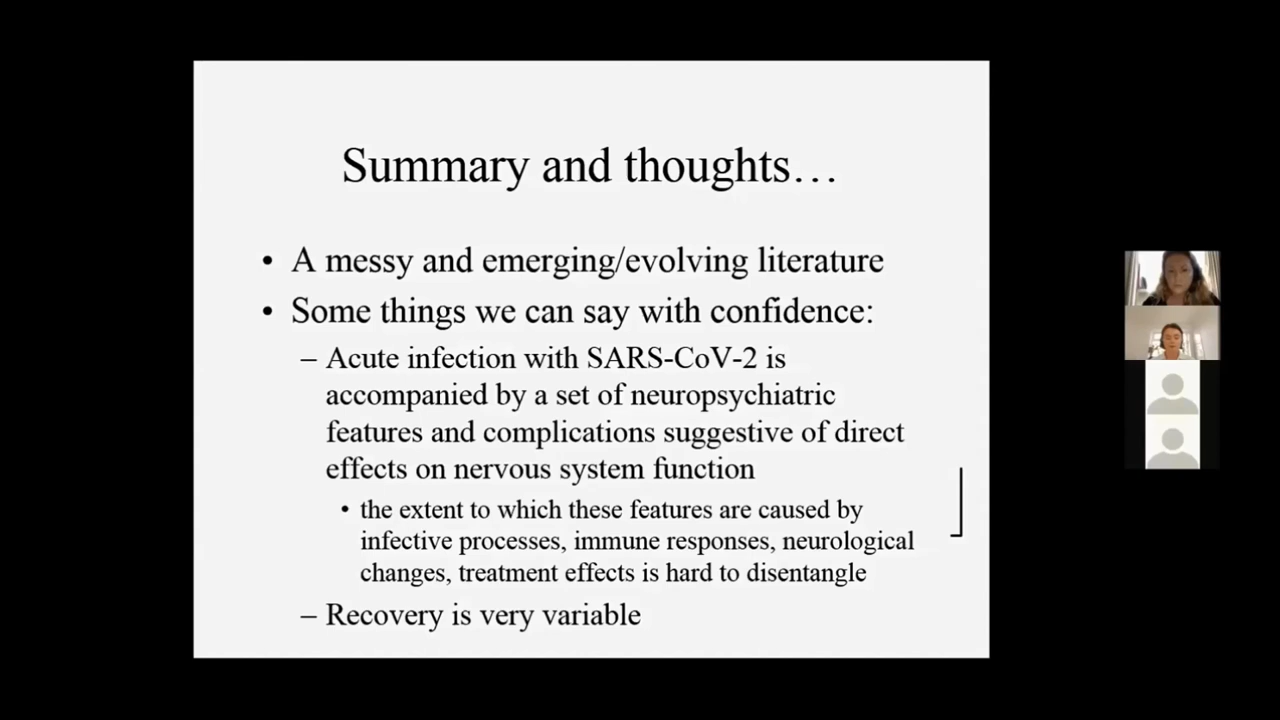 Summary and thoughts…
• A messy and emerging/evolving literature
• Some things we can say with confidence:
– Acute infection with SARS-CoV-2 is
accompanied by a set of neuropsychiatric
features and complications suggestive of direct
effects on nervous system function
• the extent to which these features are caused by
infective processes, immune responses, neurological
changes, treatment effects is hard to disentangle
– Recovery is very variable